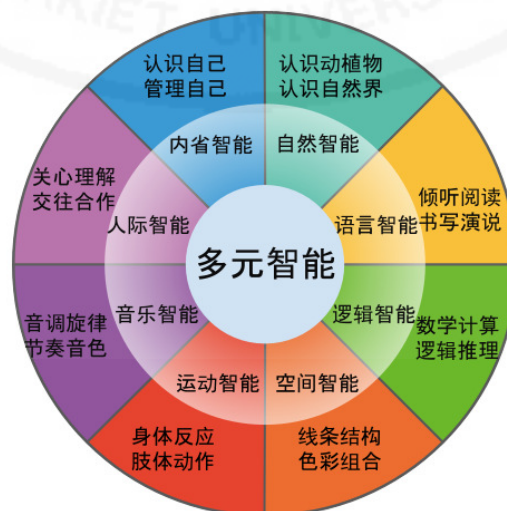 认识自己
管理自己
认识动植物
认识自然界
内省智能
自然智能
关心理解
交往合作
人际智能
语言智能
倾听阅读
书写演说
多元智能
音调旋律
节奏音色
音乐智能
逻辑智能
数学计算
逻辑推理
运动智能
空间智能
身体反应
肢体动作
线条结构
色彩组合